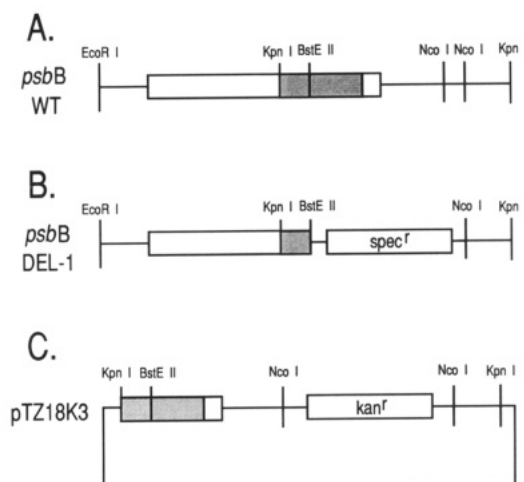 A.
EcoR I
Kpn I BstE II
Nco I Nco I
Kpn
psbB
WT
B.
EcoR I
Kpn I BstE II
Nco I
Kpn
psbB
DEL-1
spec r
C.
Kpn I
BstE II
Nco I
Nco I
Kpn I
pTZ18K3
kan r